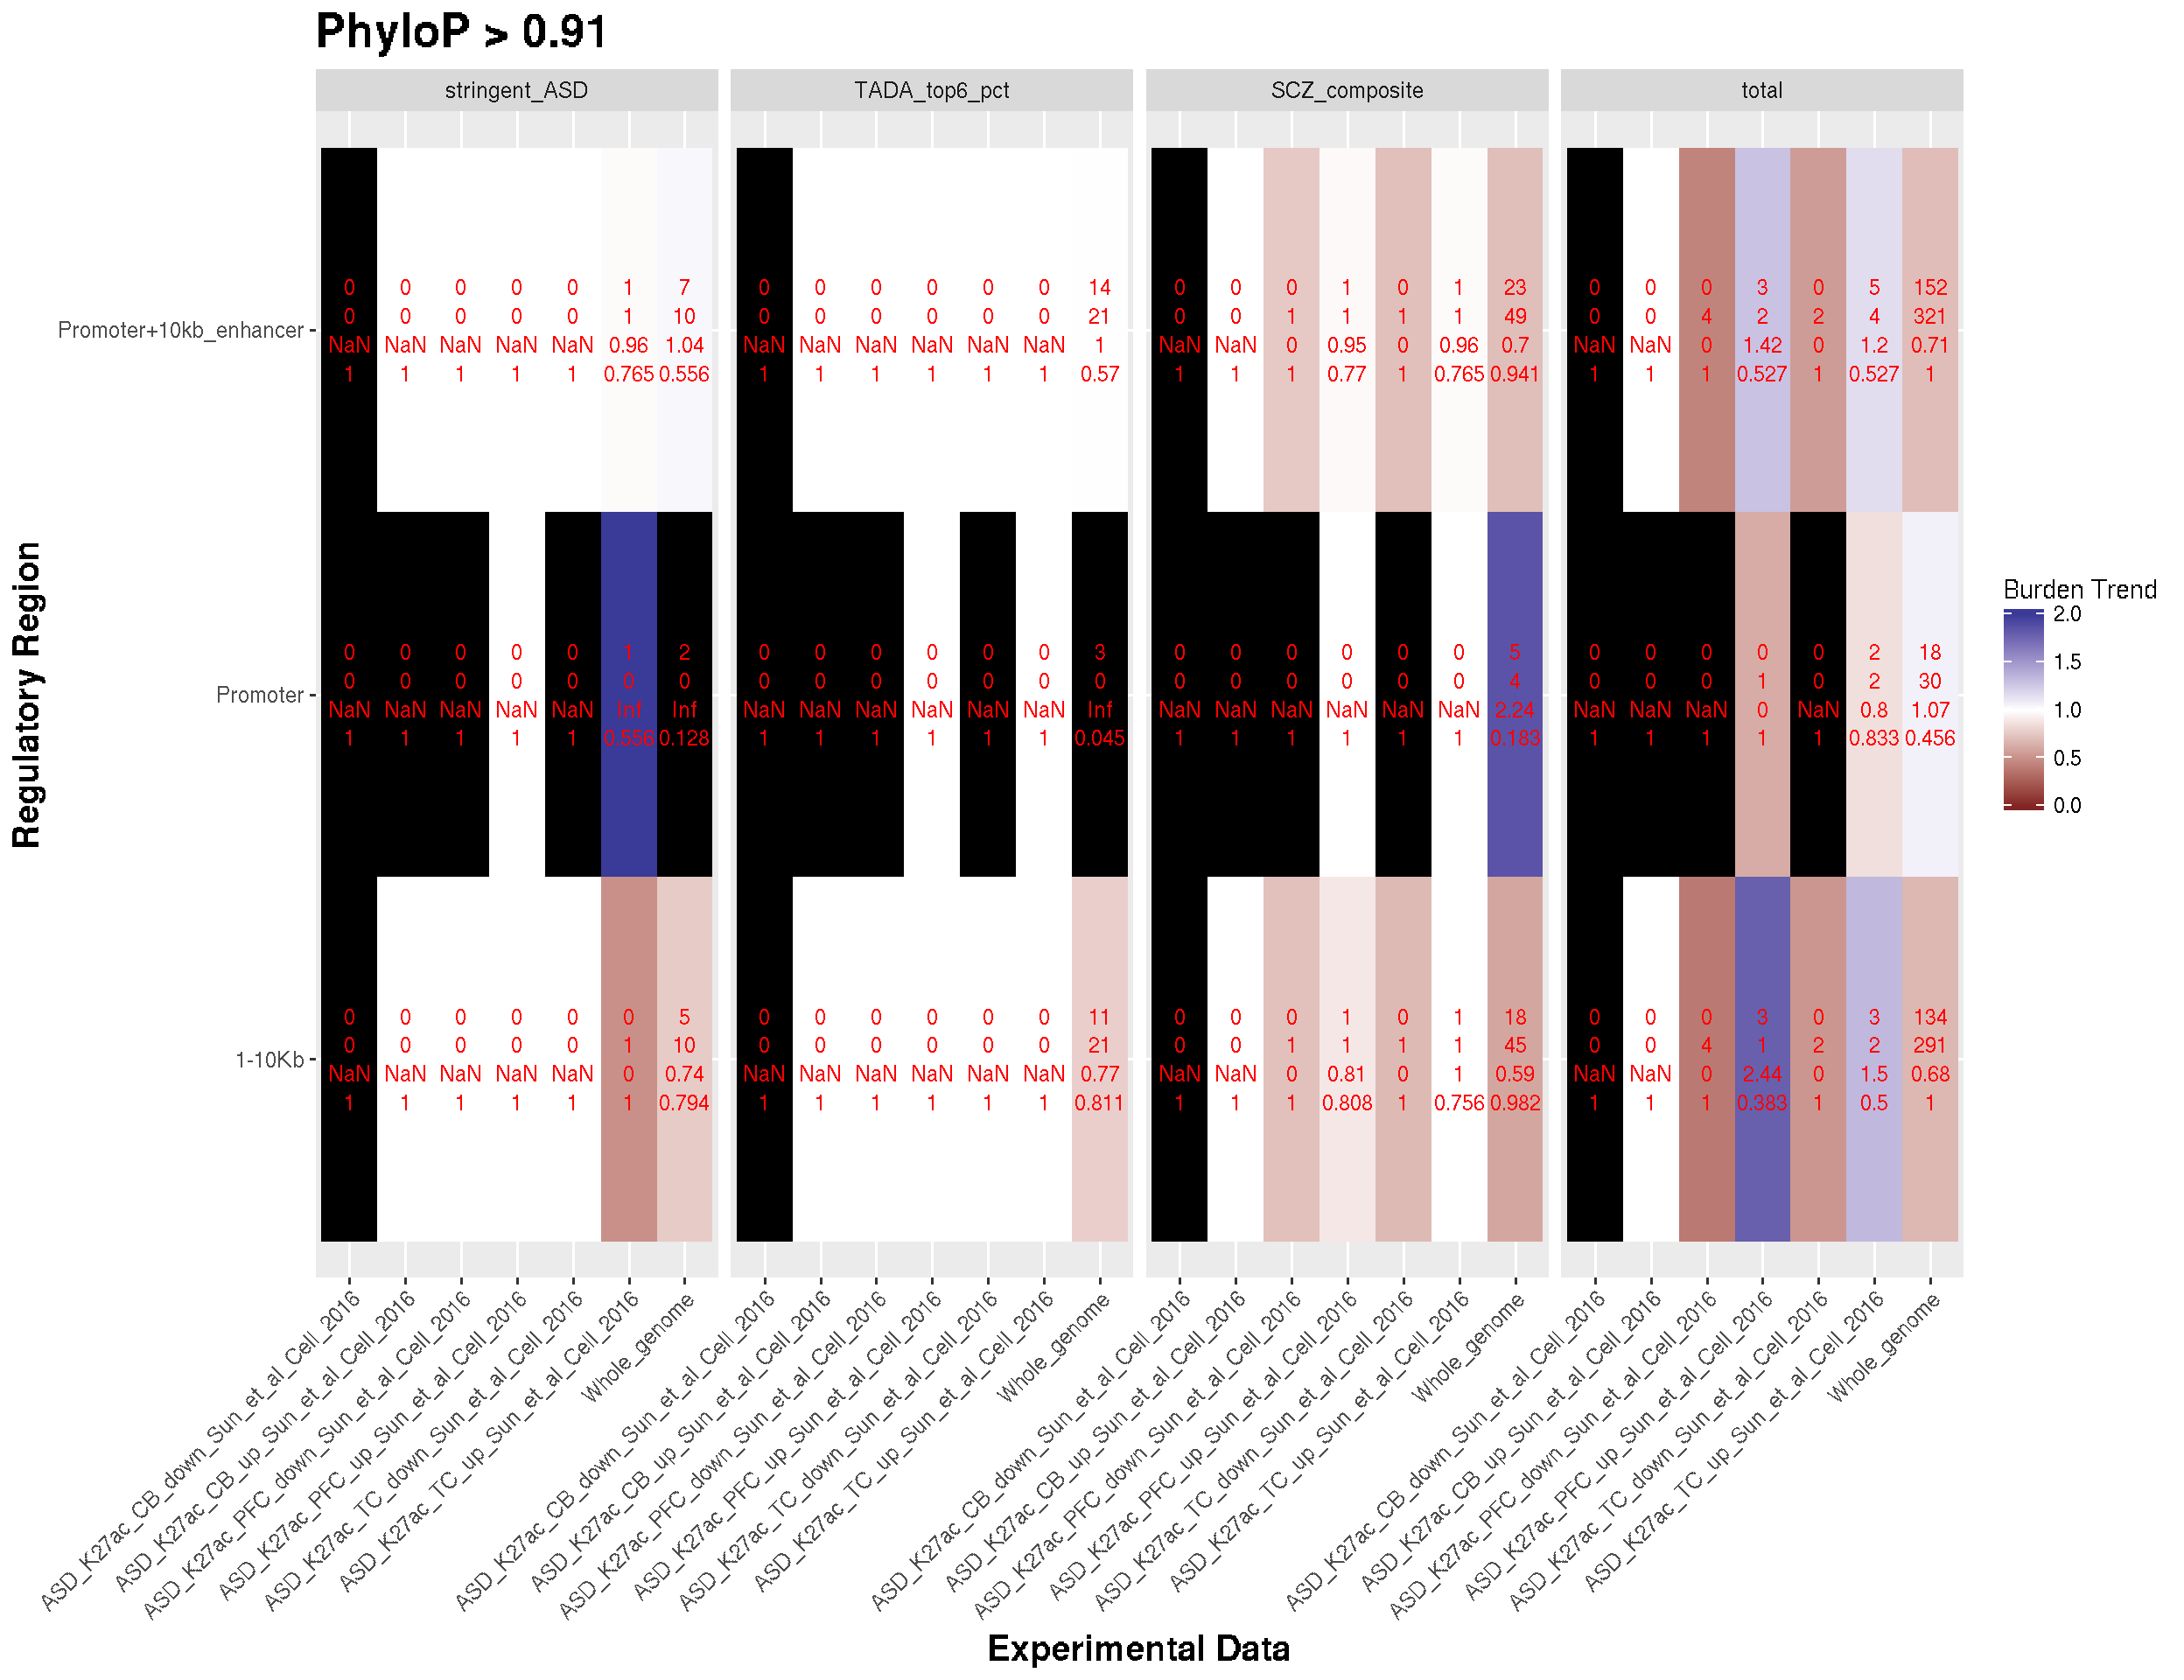 PhyloP > 0.91
stringent_ASD TADA_top6_pct SCZ_composite total
Regulatory Region
Promoter+10kb_enhancer
0 0 0 0 0 1 7 0 0 0 0 0 0 14 0 0 0 1 0 1 23 0 0 0 3 0 5 152
0 0 0 0 0 1 10 0 0 0 0 0 0 21 0 0 1 1 1 1 49 0 0 4 2 2 4 321
NaN NaN NaN NaN NaN 0.96 1.04 NaN NaN NaN NaN NaN NaN 1 NaN NaN 0 0.95 0 0.96 0.7 NaN NaN 0 1.42 0 1.2 0.71
1 1 1 1 1 0.765 0.556 1 1 1 1 1 1 0.57 1 1 1 0.77 1 0.765 0.941 1 1 1 0.527 1 0.527 1
Promoter
0 0 0 0 0 1 2 0 0 0 0 0 0 3 0 0 0 0 0 0 5 0 0 0 0 0 2 18
0 0 0 0 0 0 0 0 0 0 0 0 0 0 0 0 0 0 0 0 4 0 0 0 1 0 2 30
NaN NaN NaN NaN NaN Inf Inf NaN NaN NaN NaN NaN NaN Inf NaN NaN NaN NaN NaN NaN 2.24 NaN NaN NaN 0 NaN 0.8 1.07
1 1 1 1 1 0.556 0.128 1 1 1 1 1 1 0.045 1 1 1 1 1 1 0.183 1 1 1 1 1 0.833 0.456
1-10Kb
0 0 0 0 0 0 5 0 0 0 0 0 0 11 0 0 0 1 0 1 18 0 0 0 3 0 3 134
0 0 0 0 0 1 10 0 0 0 0 0 0 21 0 0 1 1 1 1 45 0 0 4 1 2 2 291
NaN NaN NaN NaN NaN 0 0.74 NaN NaN NaN NaN NaN NaN 0.77 NaN NaN 0 0.81 0 1 0.59 NaN NaN 0 2.44 0 1.5 0.68
1 1 1 1 1 1 0.794 1 1 1 1 1 1 0.811 1 1 1 0.808 1 0.756 0.982 1 1 1 0.383 1 0.5 1
ASD_K27ac_CB_down_Sun_et_al_Cell_2016
ASD_K27ac_CB_up_Sun_et_al_Cell_2016
ASD_K27ac_PFC_down_Sun_et_al_Cell_2016
ASD_K27ac_PFC_up_Sun_et_al_Cell_2016
ASD_K27ac_TC_down_Sun_et_al_Cell_2016
ASD_K27ac_TC_up_Sun_et_al_Cell_2016
Whole_genome
ASD_K27ac_CB_down_Sun_et_al_Cell_2016
ASD_K27ac_CB_up_Sun_et_al_Cell_2016
ASD_K27ac_PFC_down_Sun_et_al_Cell_2016
ASD_K27ac_PFC_up_Sun_et_al_Cell_2016
ASD_K27ac_TC_down_Sun_et_al_Cell_2016
ASD_K27ac_TC_up_Sun_et_al_Cell_2016
Whole_genome
ASD_K27ac_CB_down_Sun_et_al_Cell_2016
ASD_K27ac_CB_up_Sun_et_al_Cell_2016
ASD_K27ac_PFC_down_Sun_et_al_Cell_2016
ASD_K27ac_PFC_up_Sun_et_al_Cell_2016
ASD_K27ac_TC_down_Sun_et_al_Cell_2016
ASD_K27ac_TC_up_Sun_et_al_Cell_2016
Whole_genome
ASD_K27ac_CB_down_Sun_et_al_Cell_2016
ASD_K27ac_CB_up_Sun_et_al_Cell_2016
ASD_K27ac_PFC_down_Sun_et_al_Cell_2016
ASD_K27ac_PFC_up_Sun_et_al_Cell_2016
ASD_K27ac_TC_down_Sun_et_al_Cell_2016
ASD_K27ac_TC_up_Sun_et_al_Cell_2016
Whole_genome
Experimental Data
Burden Trend
2.0
1.5
1.0
0.5
0.0